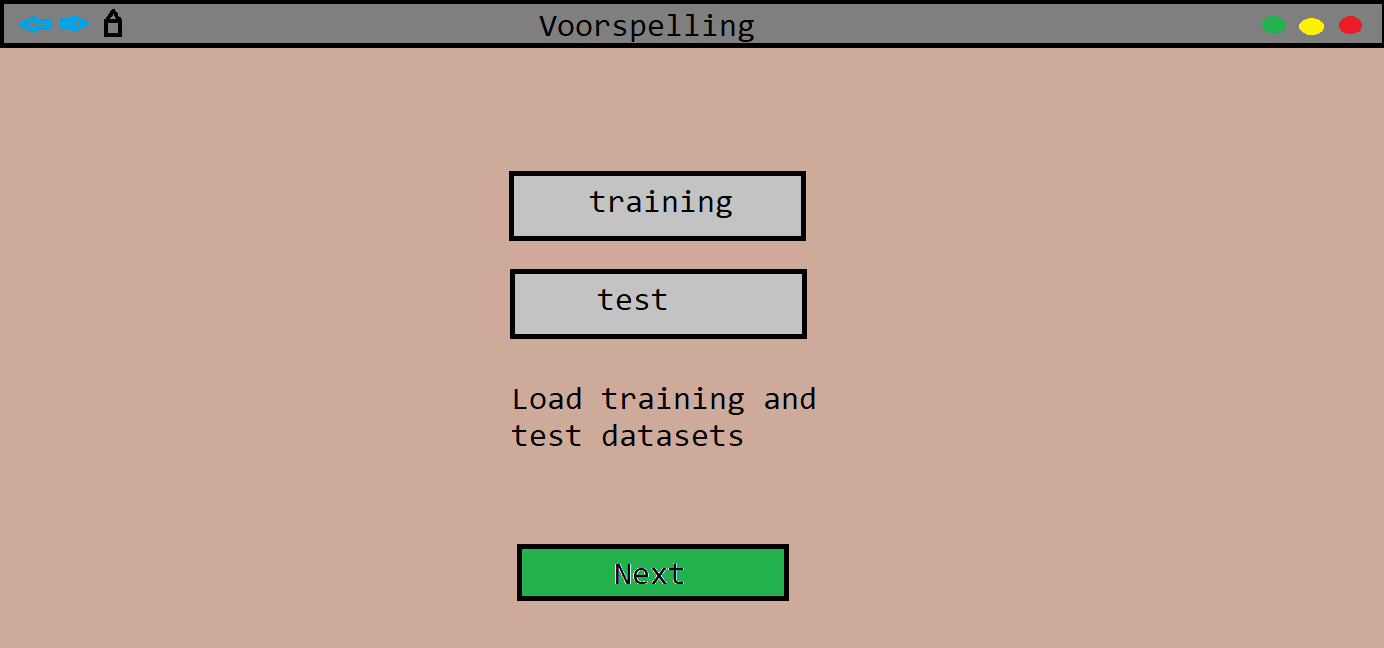 Voorspelling
training
test
Load training and
test datasets
Next